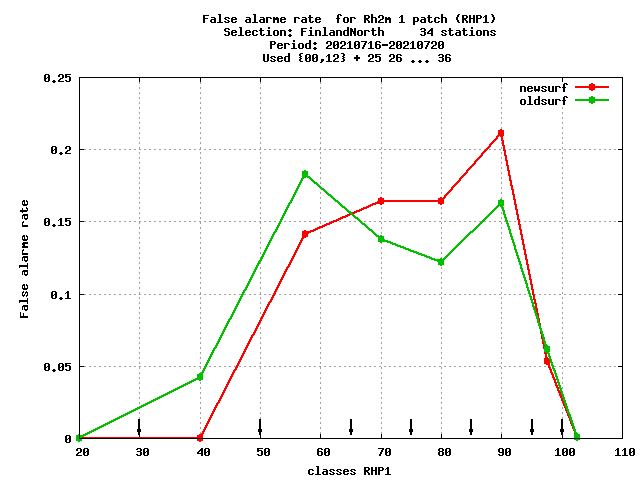 False alarme rate  for Rh2m 1 patch (RHP1)
Selection: FinlandNorth     34 stations
Period: 20210716-20210720
Used {00,12} + 25 26 ... 36
newsurf
oldsurf
False alarme rate
0.25
0.2
0.15
0.1
0.05
0
20 30 40 50 60 70 80 90 100 110
classes RHP1